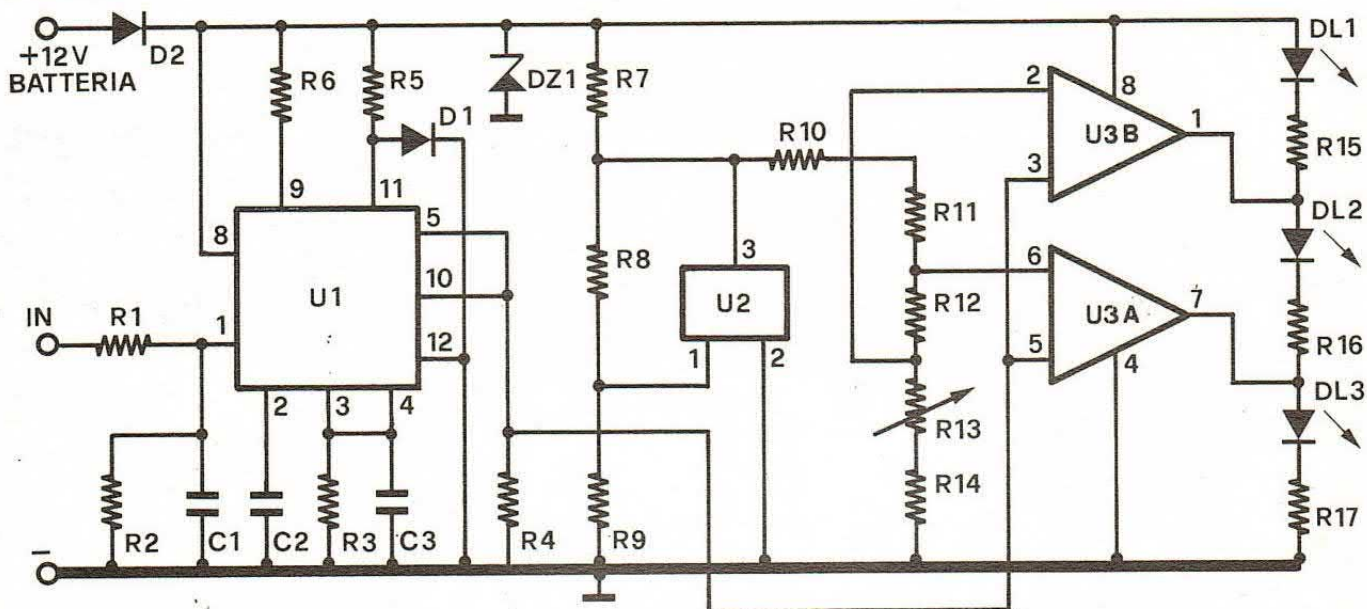 +12V
BATTERIA
D2
R6
R5
D1
DZ1
R7
R10
R11
R12
R13
R14
R8
9
11
8
1
5
10
12
U1
2
3
4
IN
R1
R2
C1
C2
R3
C3
R4
R9
3
U2
1
2
2
3
8
1
U3B
6
5
7
4
U3A
DL1
R15
DL2
R16
DL3
R17
−